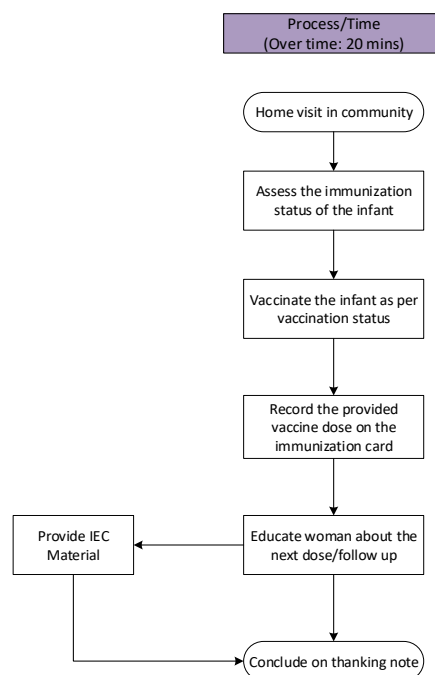 Process/Time
(Over time: 20 mins)
Home visit in community
Assess the immunization
status of the infant
Vaccinate the infant as per
vaccination status
Record the provided
vaccine dose on the
immunization card
Provide IEC
Material
Educate woman about the
next dose/follow up
Conclude on thanking note